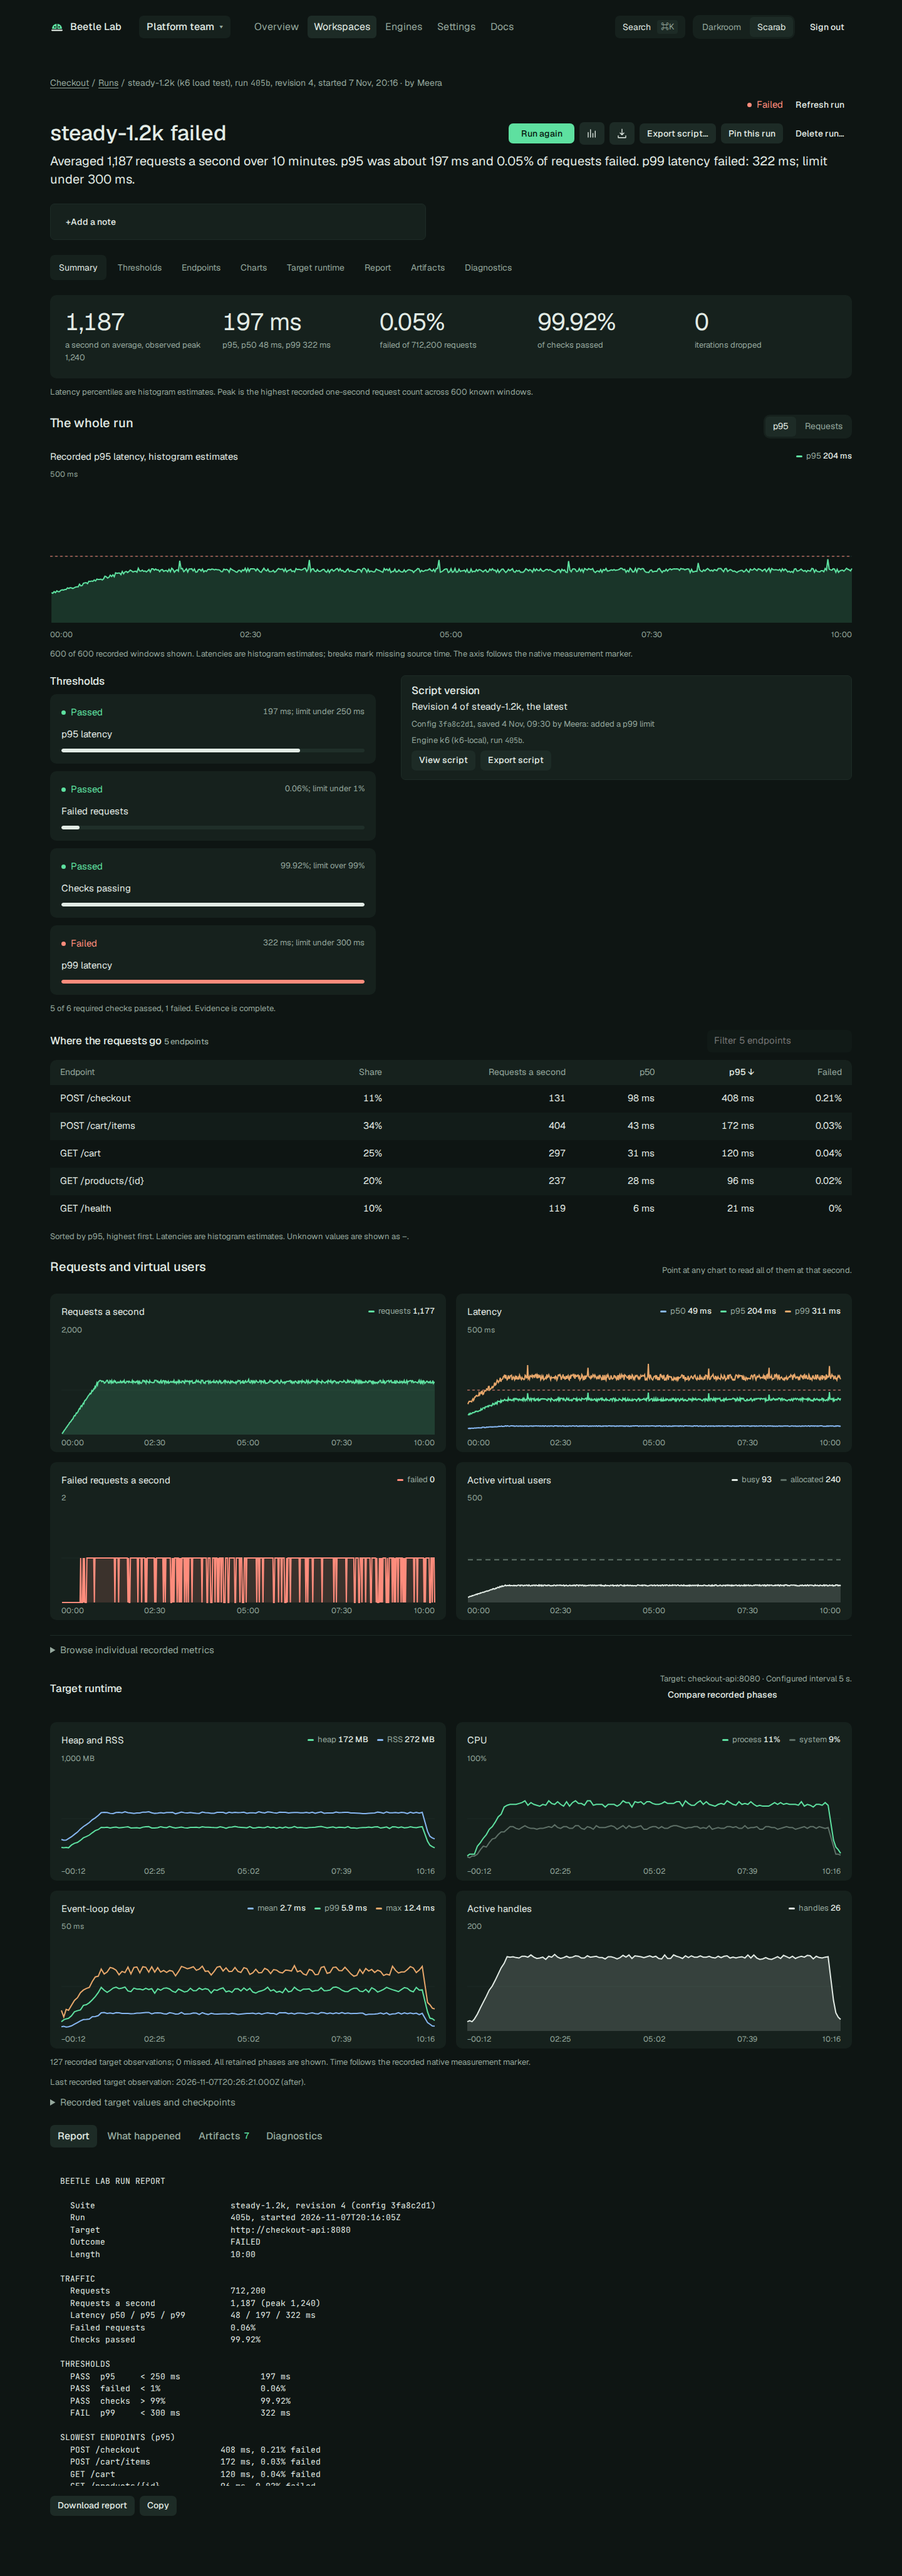 Beetle Lab
Platform team
Overview Workspaces Engines Settings Docs
Search ⌘K
Darkroom Scarab
Sign out
Checkout / Runs / steady-1.2k (k6 load test), run 405b, revision 4, started 7 Nov, 20:16 · by Meera
Failed Refresh run
steady-1.2k failed
Run again Export script... Pin this run Delete run...
Averaged 1,187 requests a second over 10 minutes. p95 was about 197 ms and 0.05% of requests failed. p99 latency failed: 322 ms; limit
under 300 ms.
+Add a note
Summary Thresholds Endpoints Charts Target runtime Report Artifacts Diagnostics
1,187 197 ms 0.05% 99.92% 0
a second on average, observed peak p95, p50 48 ms, p99 322 ms failed of 712,200 requests of checks passed iterations dropped
1,240
Latency percentiles are histogram estimates. Peak is the highest recorded one-second request count across 600 known windows.
The whole run
p95 Requests
Recorded p95 latency, histogram estimates
p95 204 ms
500 ms
00:00 02:30 05:00 07:30 10:00
600 of 600 recorded windows shown. Latencies are histogram estimates; breaks mark missing source time. The axis follows the native measurement marker.
Thresholds
Passed 197 ms; limit under 250 ms
p95 latency
Passed 0.06%; limit under 1%
Failed requests
Passed 99.92%; limit over 99%
Checks passing
Failed 322 ms; limit under 300 ms
p99 latency
5 of 6 required checks passed, 1 failed. Evidence is complete.
Script version
Revision 4 of steady-1.2k, the latest
Config 3fa8c2d1, saved 4 Nov, 09:30 by Meera: added a p99 limit
Engine k6 (k6-local), run 405b.
View script Export script
Where the requests go 5 endpoints
Filter 5 endpoints
Endpoint Share Requests a second p50 p95 ↓ Failed
POST /checkout 11% 131 98 ms 408 ms 0.21%
POST /cart/items 34% 404 43 ms 172 ms 0.03%
GET /cart 25% 297 31 ms 120 ms 0.04%
GET /products/{id} 20% 237 28 ms 96 ms 0.02%
GET /health 10% 119 6 ms 21 ms 0%
Sorted by p95, highest first. Latencies are histogram estimates. Unknown values are shown as –.
Requests and virtual users
Point at any chart to read all of them at that second.
Requests a second requests 1,177
2,000
00:00 02:30 05:00 07:30 10:00
Latency p50 49 ms p95 204 ms p99 311 ms
500 ms
00:00 02:30 05:00 07:30 10:00
Failed requests a second failed 0
2
00:00 02:30 05:00 07:30 10:00
Active virtual users busy 93 allocated 240
500
00:00 02:30 05:00 07:30 10:00
Browse individual recorded metrics
Target runtime
Target: checkout-api:8080 · Configured interval 5 s.
Compare recorded phases
Heap and RSS heap 172 MB RSS 272 MB
1,000 MB
−00:12 02:25 05:02 07:39 10:16
CPU process 11% system 9%
100%
−00:12 02:25 05:02 07:39 10:16
Event-loop delay mean 2.7 ms p99 5.9 ms max 12.4 ms
50 ms
−00:12 02:25 05:02 07:39 10:16
Active handles handles 26
200
−00:12 02:25 05:02 07:39 10:16
127 recorded target observations; 0 missed. All retained phases are shown. Time follows the recorded native measurement marker.
Last recorded target observation: 2026-11-07T20:26:21.000Z (after).
Recorded target values and checkpoints
Report What happened Artifacts 7 Diagnostics
BEETLE LAB RUN REPORT
Suite steady-1.2k, revision 4 (config 3fa8c2d1)
Run 405b, started 2026-11-07T20:16:05Z
Target http://checkout-api:8080
Outcome FAILED
Length 10:00
TRAFFIC
Requests 712,200
Requests a second 1,187 (peak 1,240)
Latency p50 / p95 / p99 48 / 197 / 322 ms
Failed requests 0.06%
Checks passed 99.92%
THRESHOLDS
PASS p95 < 250 ms 197 ms
PASS failed < 1% 0.06%
PASS checks > 99% 99.92%
FAIL p99 < 300 ms 322 ms
SLOWEST ENDPOINTS (p95)
POST /checkout 408 ms, 0.21% failed
POST /cart/items 172 ms, 0.03% failed
GET /cart 120 ms, 0.04% failed
GET /products/{id} 96 ms, 0.02% failed
Download report Copy